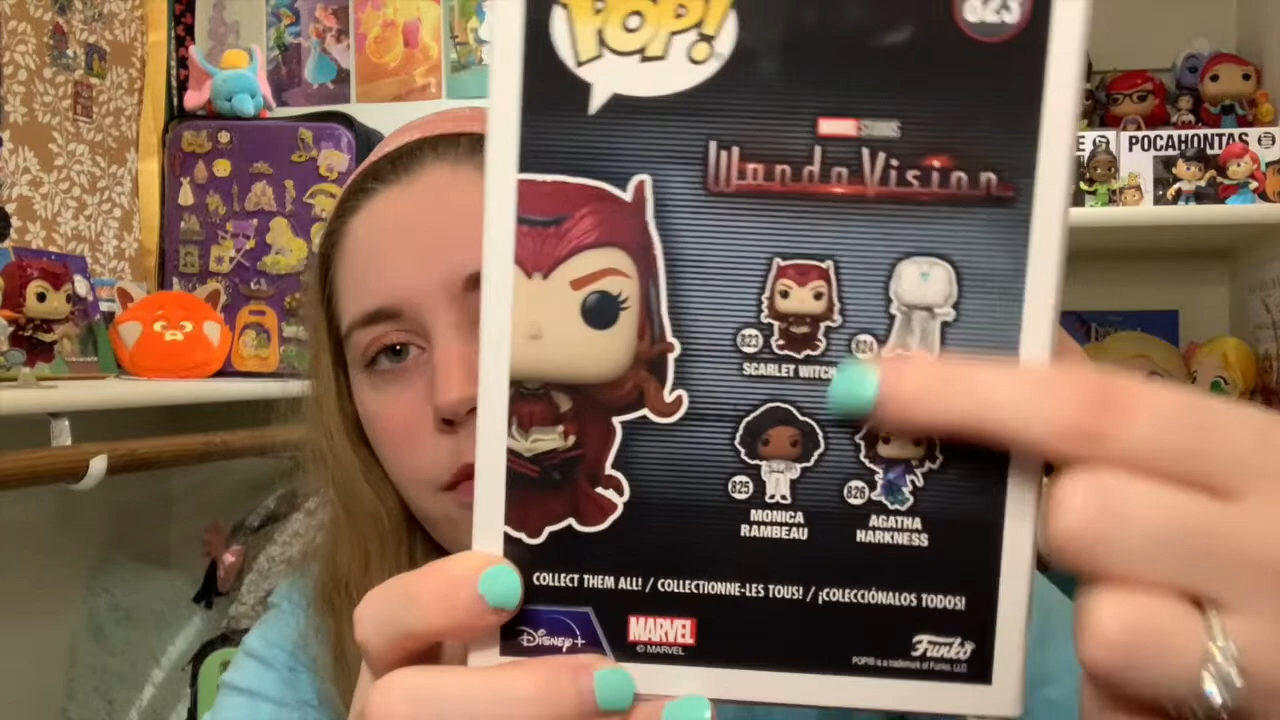 POP!
823
MARVEL STUDIOS
WandaVision
823
824
SCARLET WITCH
825
826
MONICA
RAMBEAU
AGATHA
HARKNESS
COLLECT THEM ALL! / COLLECTIONNE-LES TOUS! / ¡COLECCIÓNALOS TODOS!
Disney+
MARVEL
© MARVEL
Funko
POP!® is a trademark of Funko, LLC
E
POCAHONTAS